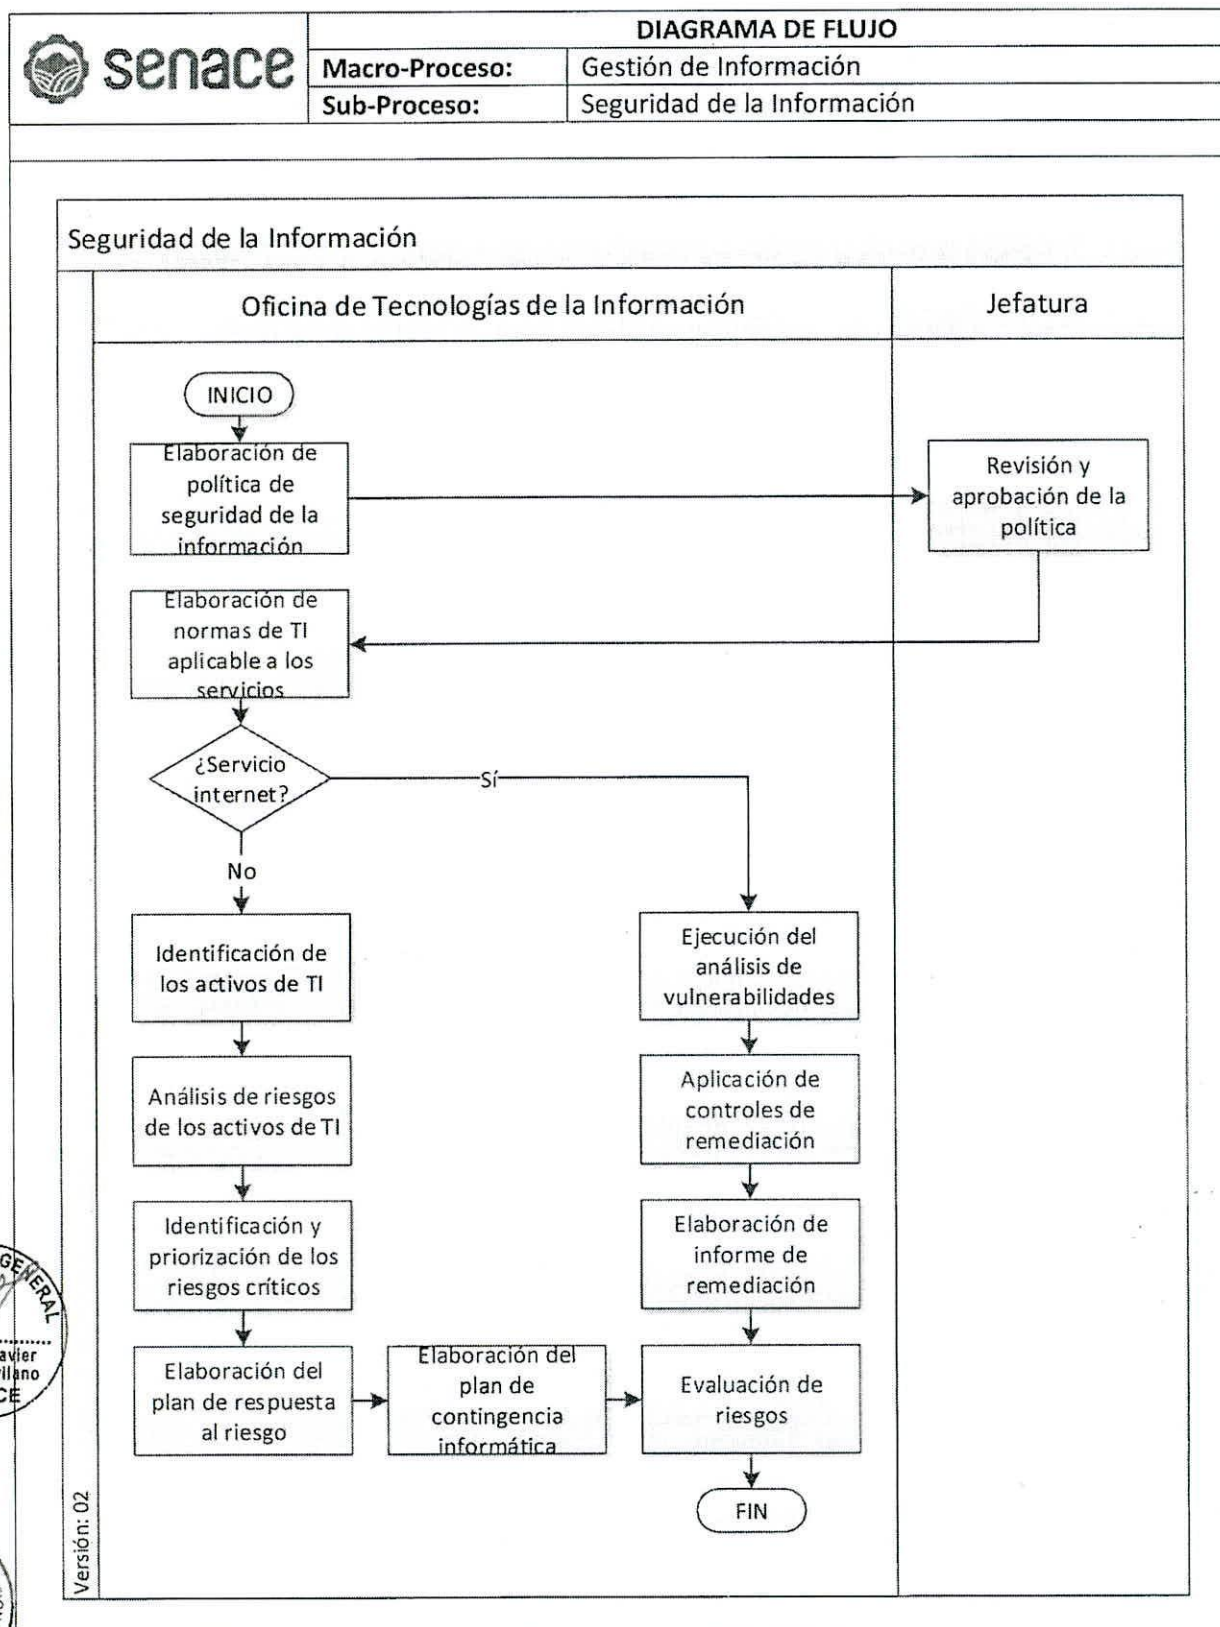 senace
DIAGRAMA DE FLUJO
Macro-Proceso:
Gestión de Información
Sub-Proceso:
Seguridad de la Información
Seguridad de la Información
Oficina de Tecnologías de la Información
Jefatura
INICIO
Elaboración de
política de
seguridad de la
información
Revisión y
aprobación de la
política
Elaboración de
normas de TI
aplicable a los
servicios
¿Servicio
internet?
Sí
No
Identificación de
los activos de TI
Ejecución del
análisis de
vulnerabilidades
Análisis de riesgos
de los activos de TI
Aplicación de
controles de
remediación
Identificación y
priorización de los
riesgos críticos
Elaboración de
informe de
remediación
Elaboración del
plan de respuesta
al riesgo
Elaboración del
plan de
contingencia
informática
Evaluación de
riesgos
FIN
Versión: 02
GENERAL
avier
CE